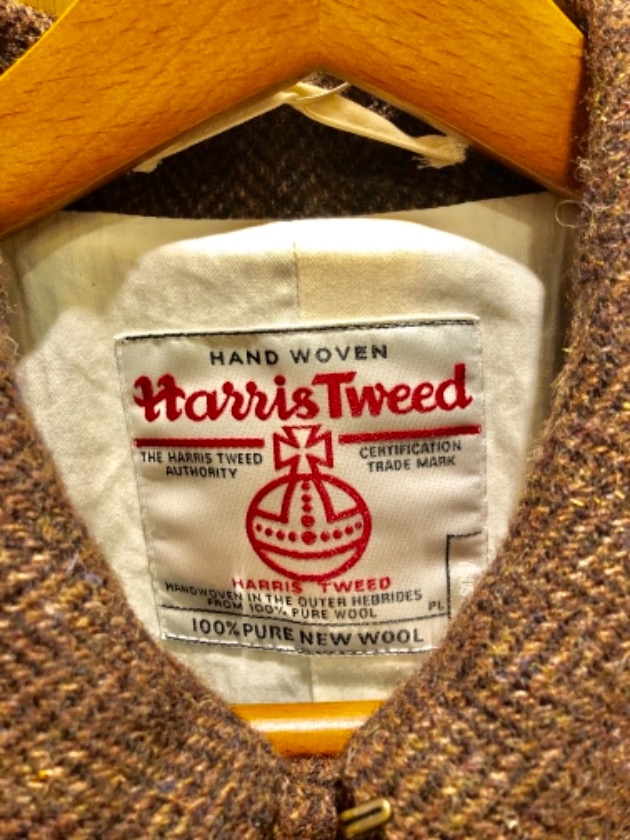 HAND WOVEN
Harris Tweed
THE HARRIS TWEED AUTHORITY
CERTIFICATION TRADE MARK
HARRIS TWEED
HANDWOVEN IN THE OUTER HEBRIDES
FROM 100% PURE WOOL
PL
100% PURE NEW WOOL